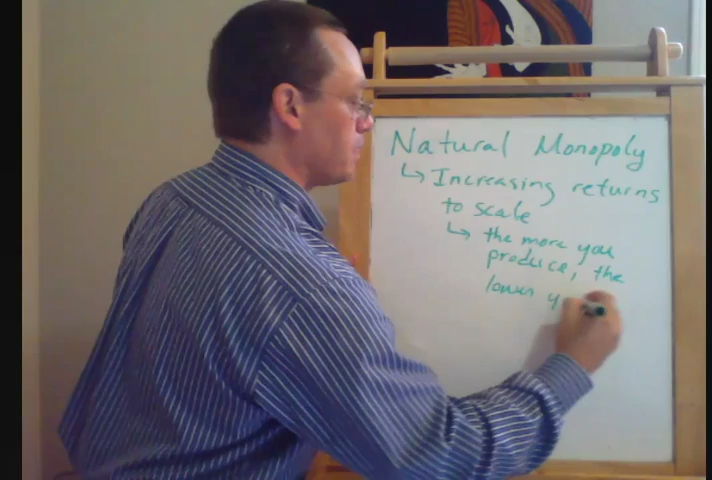 Natural Monopoly
↳ Increasing returns
to scale
↳ the more you
produce, the
lower y